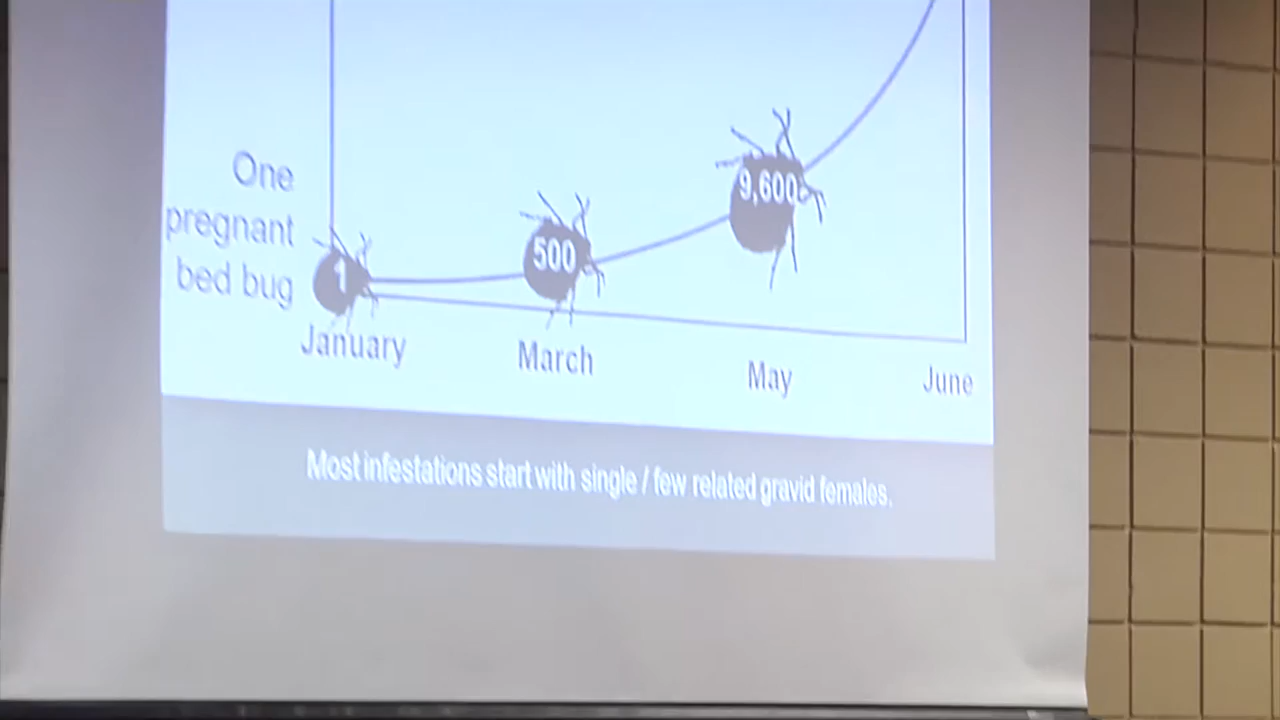 One
pregnant
bed bug
1
500
9,600
January
March
May
June
Most infestations start with single / few related gravid females.